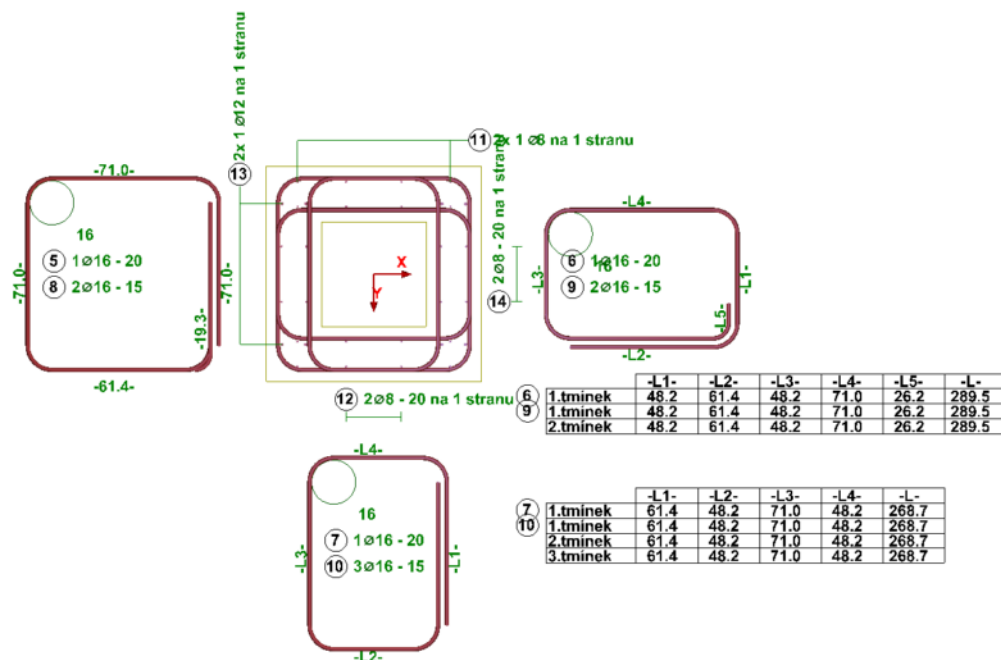 2x 1 ø12 na 1 stranu
13
11
2x 1 ø8 na 1 stranu
-71.0-
16
5 1ø16 - 20
8 2ø16 - 15
-71.0-
-71.0-
-19.3-
-61.4-
X
Y
2ø8 - 20 na 1 stranu
14
-L4-
16
6 1ø16 - 20
9 2ø16 - 15
-L3-
-L1-
-L5-
-L2-
12 2ø8 - 20 na 1 stranu
-L1- -L2- -L3- -L4- -L5- -L-
6 1.tmínek 48.2 61.4 48.2 71.0 26.2 289.5
9 1.tmínek 48.2 61.4 48.2 71.0 26.2 289.5
2.tmínek 48.2 61.4 48.2 71.0 26.2 289.5
-L4-
16
7 1ø16 - 20
10 3ø16 - 15
-L3-
-L1-
-L2-
-L1- -L2- -L3- -L4- -L-
7 1.tmínek 61.4 48.2 71.0 48.2 268.7
10 1.tmínek 61.4 48.2 71.0 48.2 268.7
2.tmínek 61.4 48.2 71.0 48.2 268.7
3.tmínek 61.4 48.2 71.0 48.2 268.7